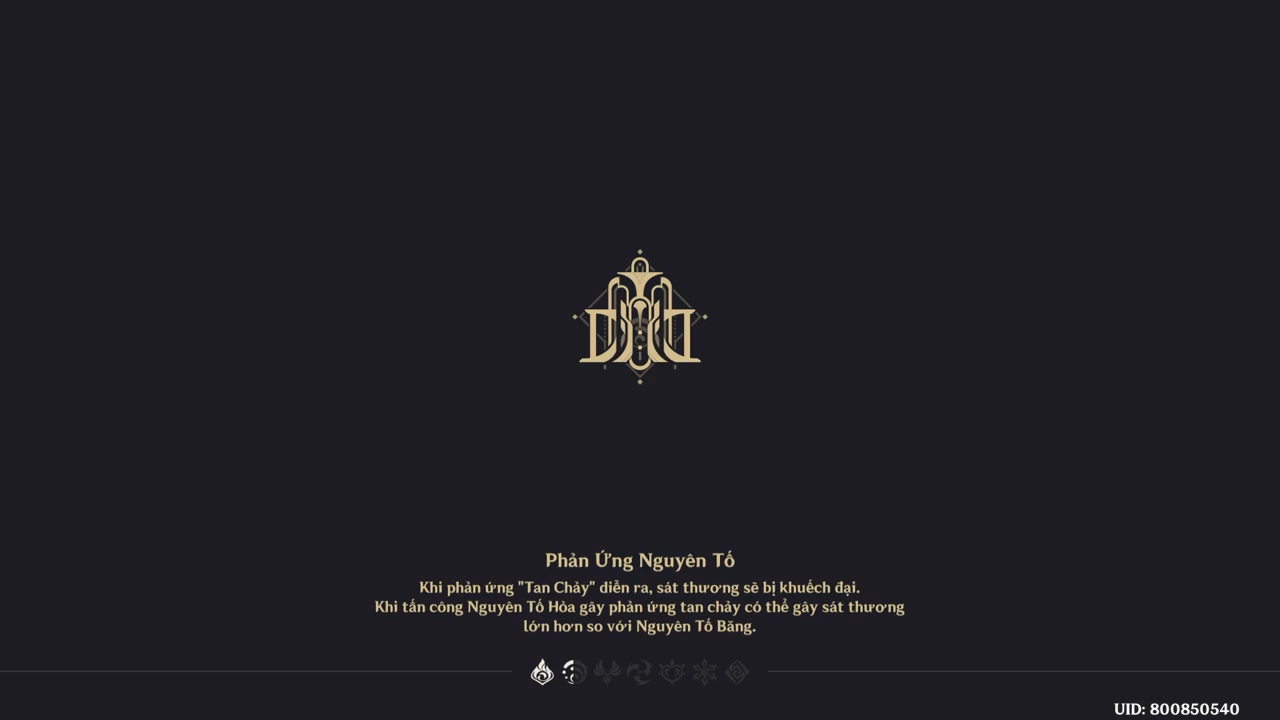 Phản Ứng Nguyên Tố
Khi phản ứng "Tan Chảy" diễn ra, sát thương sẽ bị khuếch đại.
Khi tấn công Nguyên Tố Hỏa gây phản ứng tan chảy có thể gây sát thương
lớn hơn so với Nguyên Tố Băng.
UID: 800850540